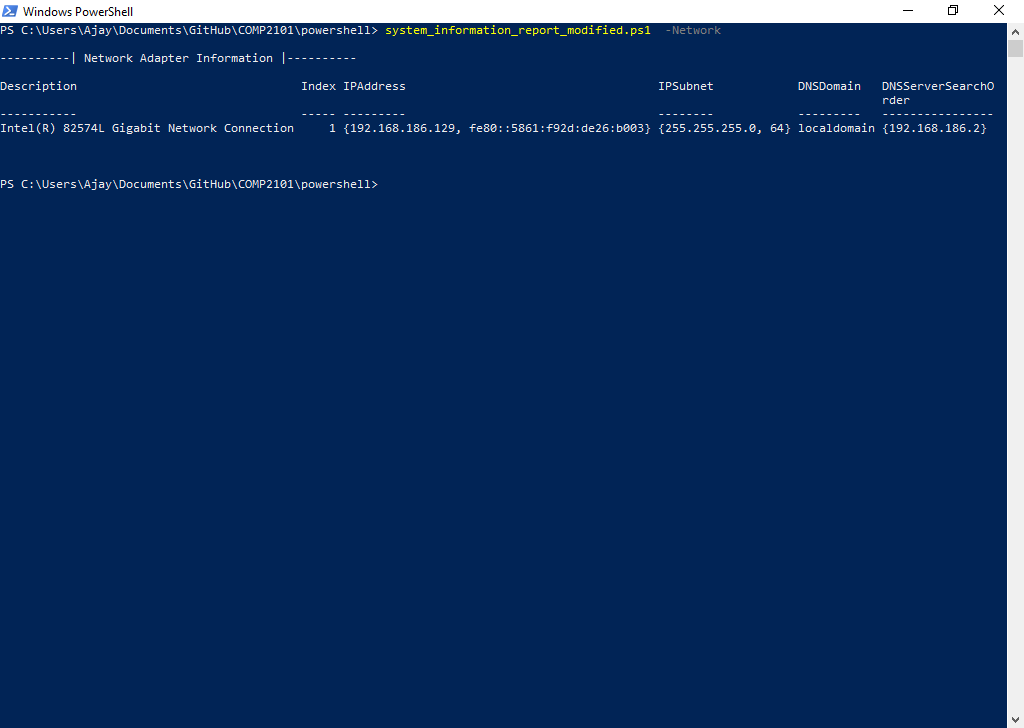 Windows PowerShell
PS C:\Users\Ajay\Documents\GitHub\COMP2101\powershell> system_information_report_modified.ps1  -Network
----------| Network Adapter Information |----------
Description                                Index IPAddress                                    IPSubnet            DNSDomain   DNSServerSearchO
rder
-----------                                ----- ---------                                    --------            ---------   ----------------
Intel(R) 82574L Gigabit Network Connection     1 {192.168.186.129, fe80::5861:f92d:de26:b003} {255.255.255.0, 64} localdomain {192.168.186.2}
PS C:\Users\Ajay\Documents\GitHub\COMP2101\powershell>